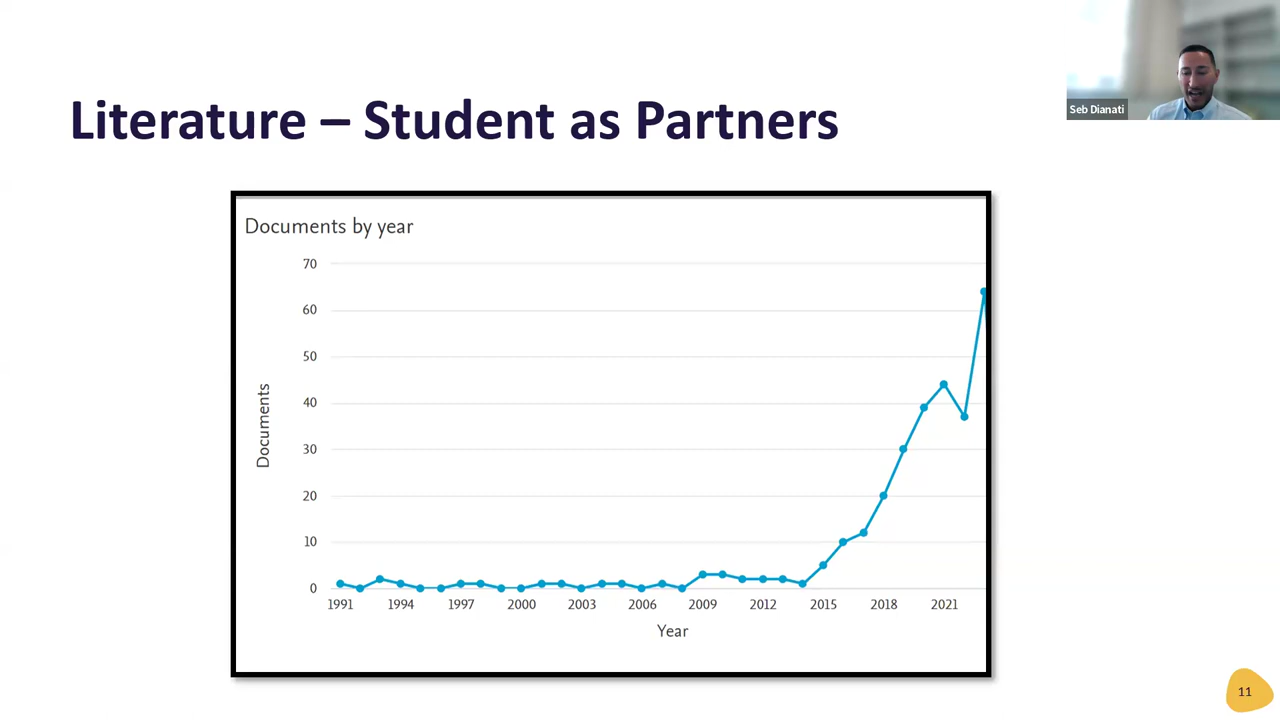 Seb Dianati
Literature – Student as Partners
Documents by year
70
60
50
40
30
20
10
0
Documents
1991 1994 1997 2000 2003 2006 2009 2012 2015 2018 2021
Year
11